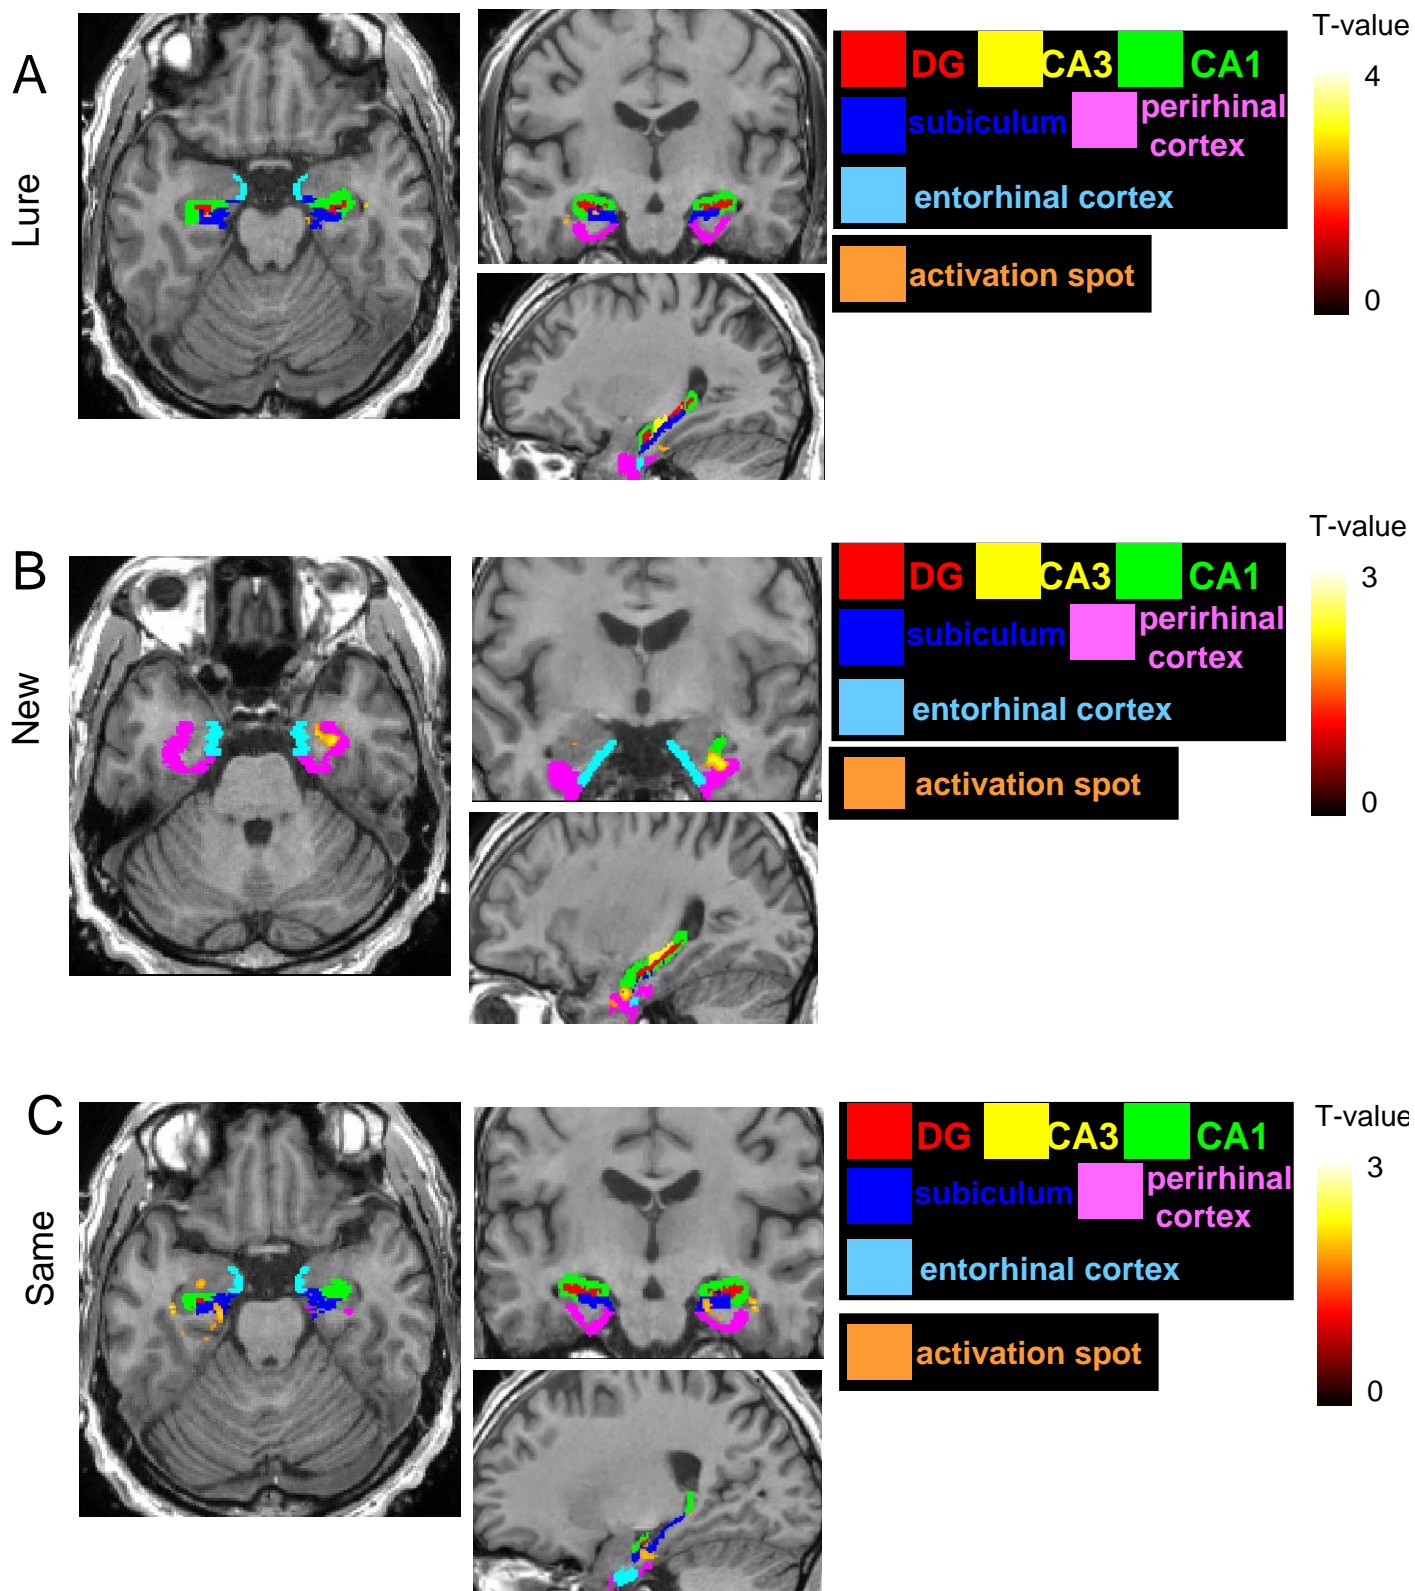 A
Lure
DG CA3 CA1
subiculum perirhinal
cortex
entorhinal cortex
activation spot
T-value
4
0
B
New
DG CA3 CA1
subiculum perirhinal
cortex
entorhinal cortex
activation spot
T-value
3
0
C
Same
DG CA3 CA1
subiculum perirhinal
cortex
entorhinal cortex
activation spot
T-value
3
0